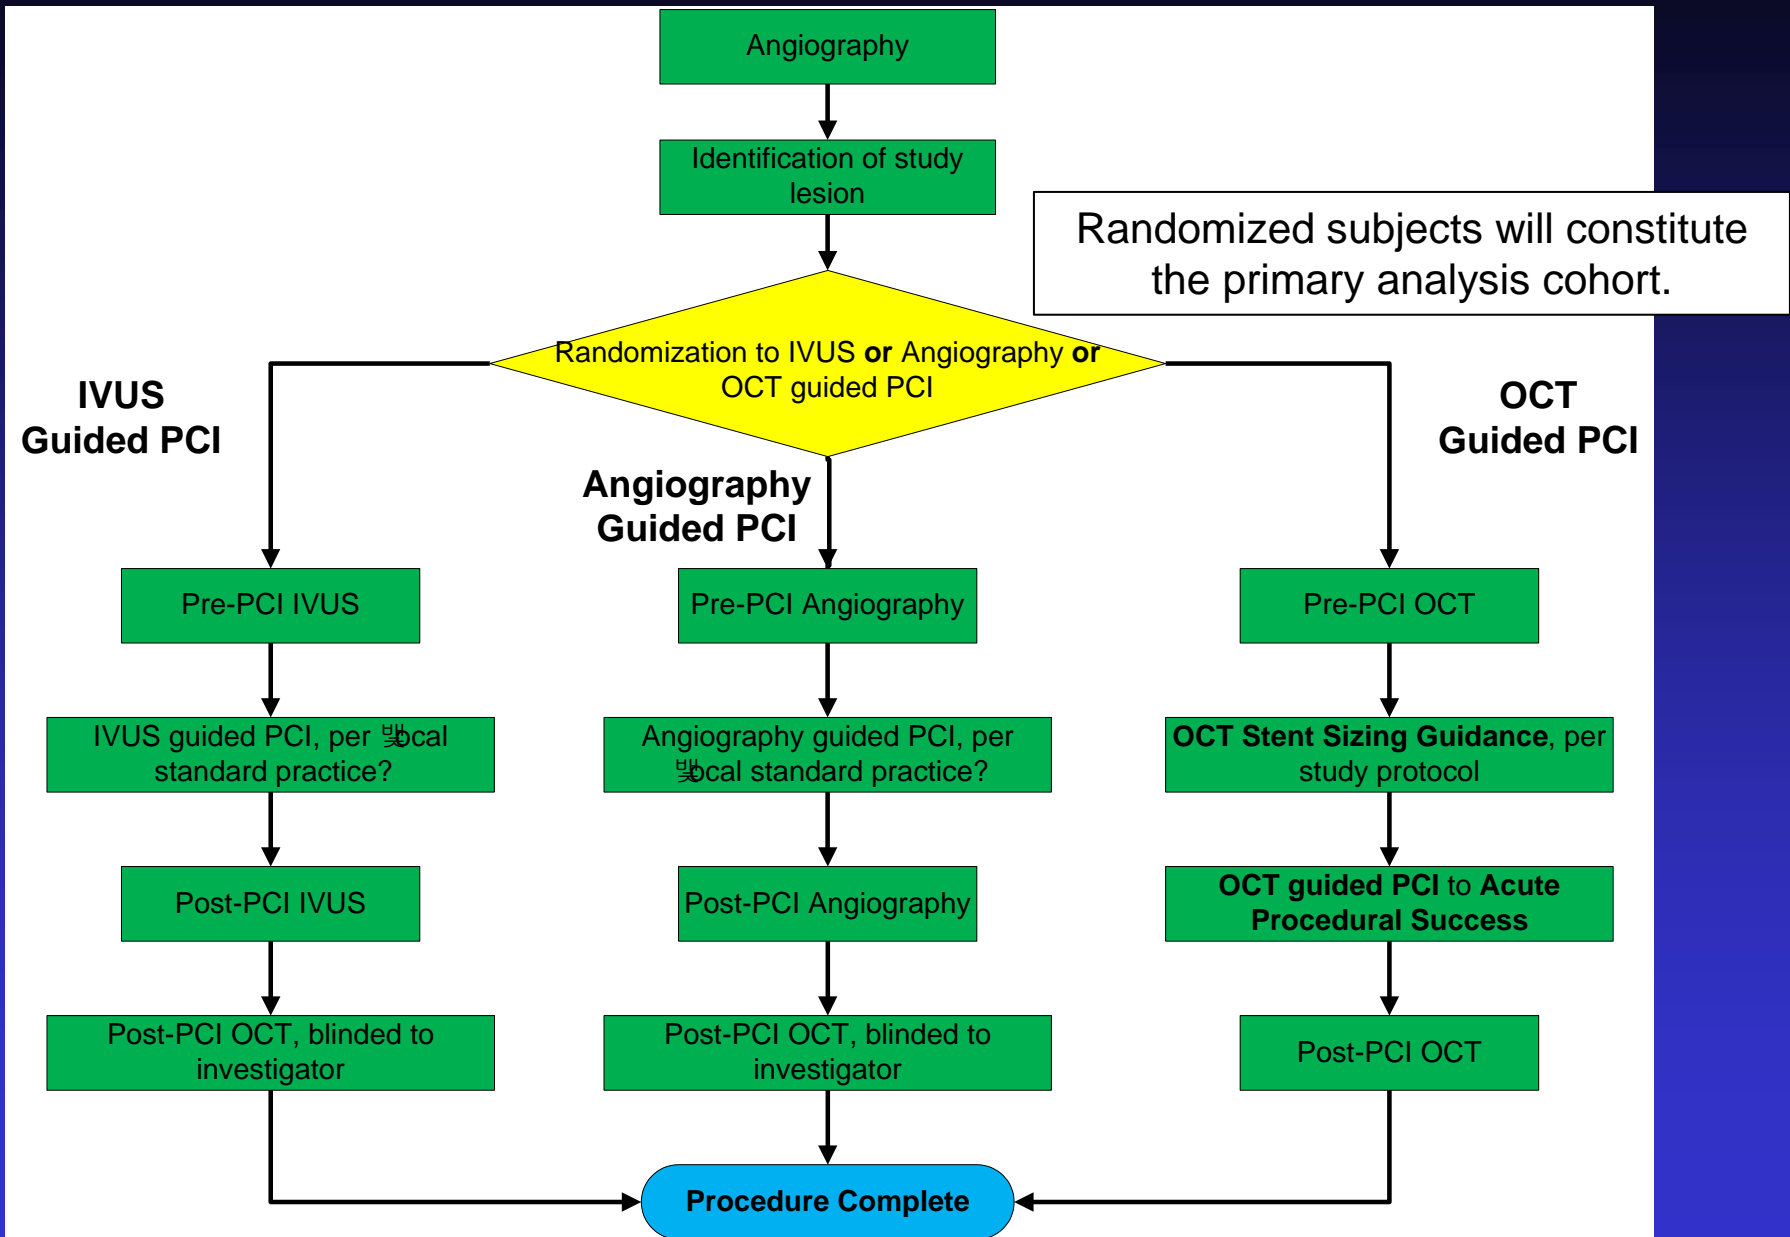 Angiography
Identification of study
lesion
Randomized subjects will constitute
the primary analysis cohort.
Randomization to IVUS or Angiography or
OCT guided PCI
IVUS
Guided PCI
Angiography
Guided PCI
OCT
Guided PCI
Pre-PCI IVUS
Pre-PCI Angiography
Pre-PCI OCT
IVUS guided PCI, per 벶ocal
standard practice?
Angiography guided PCI, per
벶ocal standard practice?
OCT Stent Sizing Guidance, per
study protocol
Post-PCI IVUS
Post-PCI Angiography
OCT guided PCI to Acute
Procedural Success
Post-PCI OCT, blinded to
investigator
Post-PCI OCT, blinded to
investigator
Post-PCI OCT
Procedure Complete